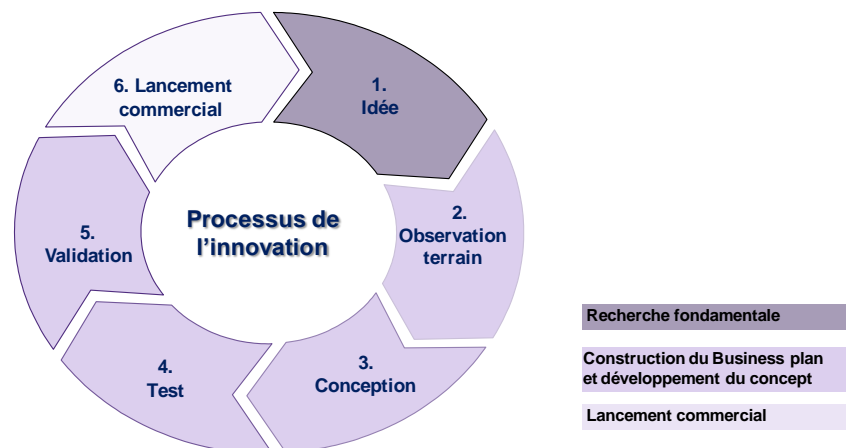 1.
Idée
2.
Observation
terrain
3.
Conception
4.
Test
5.
Validation
6. Lancement
commercial
Processus de
l'innovation
Recherche fondamentale
Construction du Business plan
et développement du concept
Lancement commercial